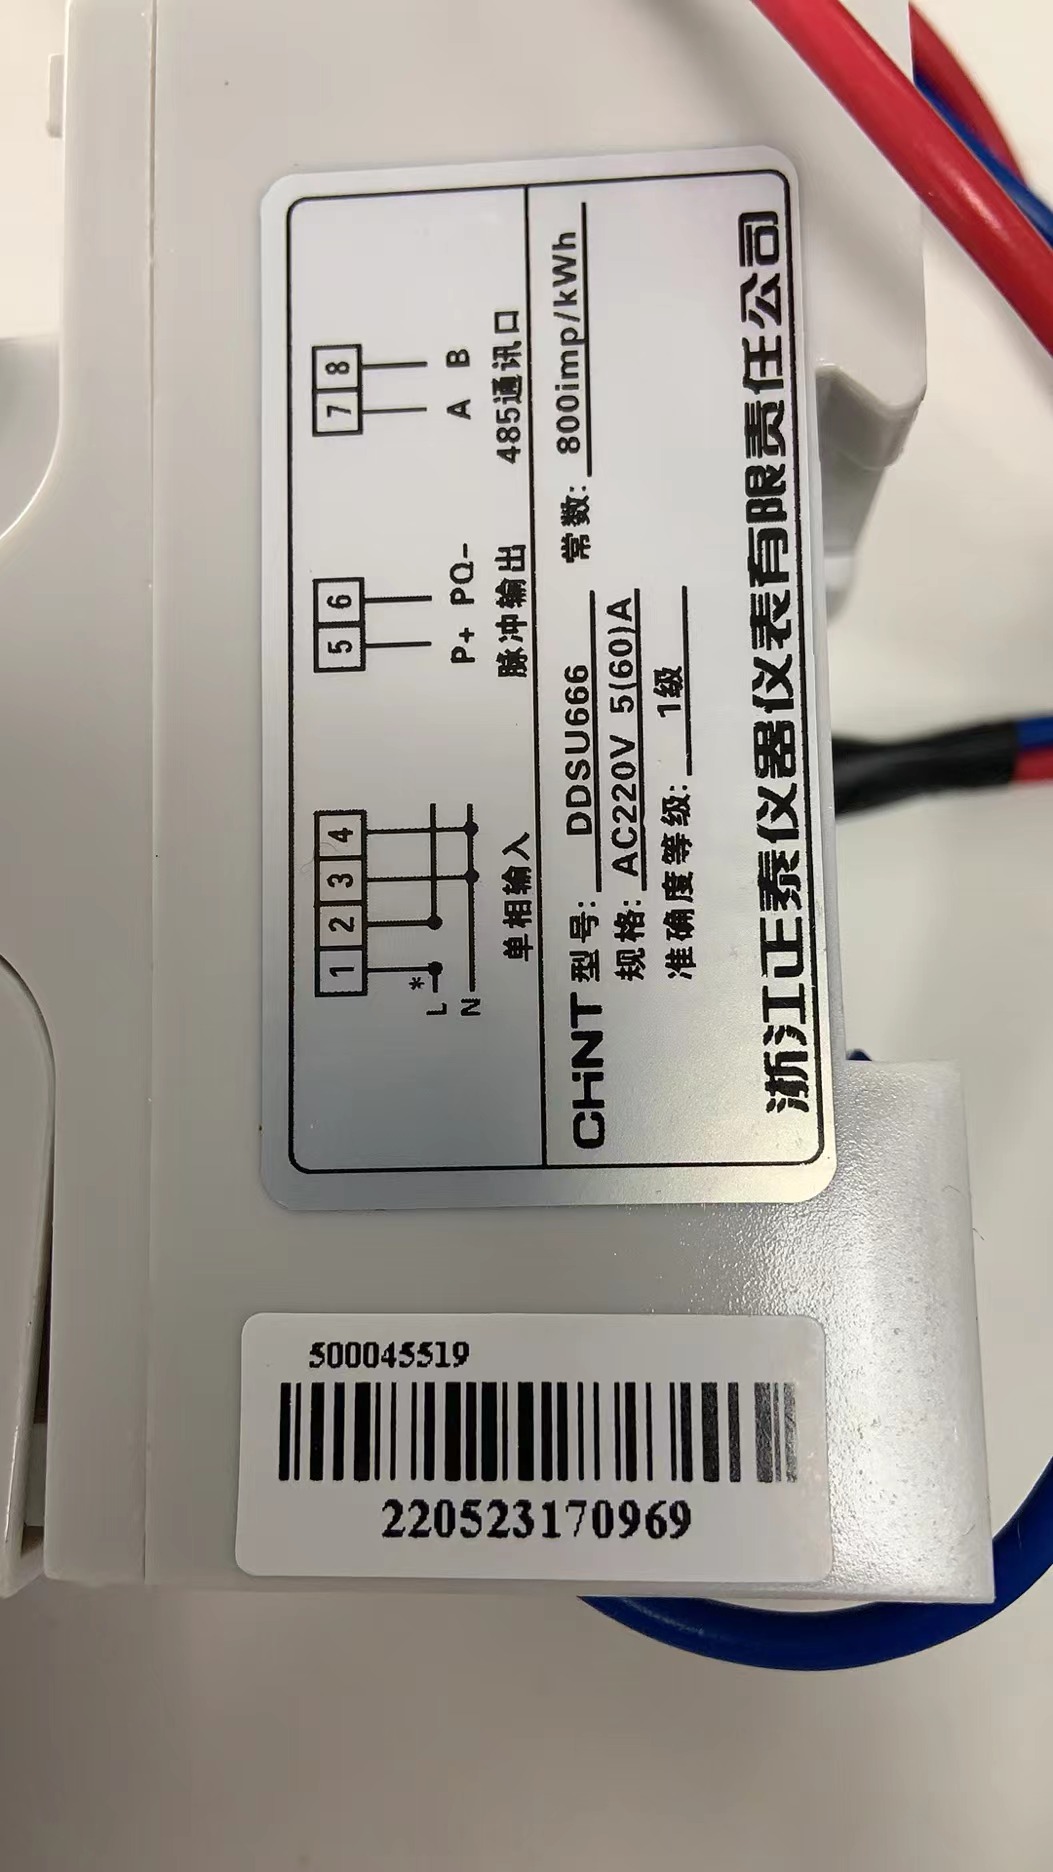 1 2 3 4 5 6 7 8
L * N P+ PQ- A B
单相输入 脉冲输出 485通讯口
CHiNT 型号: DDSU666 常数: 800imp/kWh
规格: AC220V 5(60)A
准确度等级: 1级
浙江正泰仪器仪表有限责任公司
500045519
220523170969